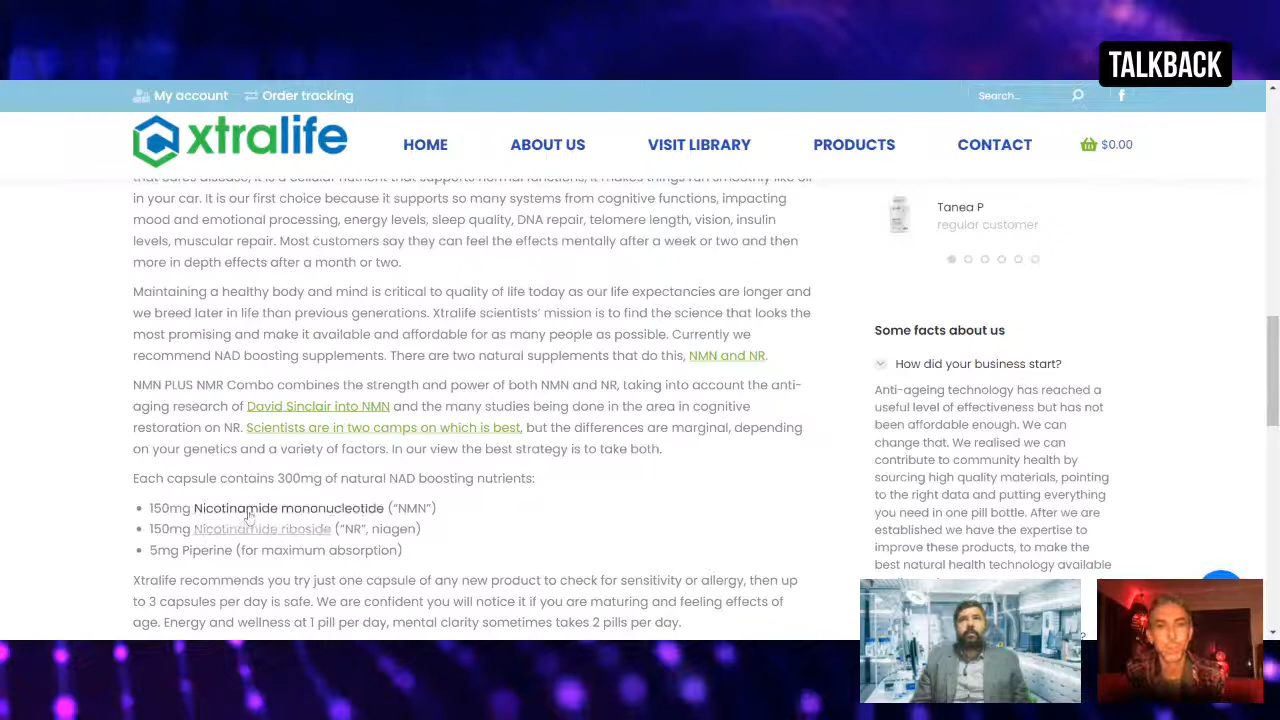 TALKBACK
My account Order tracking
Search...
f
xtralife
HOME ABOUT US VISIT LIBRARY PRODUCTS CONTACT $0.00
that cures disease, it is a cellular nutrient that supports normal functions, it makes things run smoothly like oil
in your car. It is our first choice because it supports so many systems from cognitive functions, impacting
mood and emotional processing, energy levels, sleep quality, DNA repair, telomere length, vision, insulin
levels, muscular repair. Most customers say they can feel the effects mentally after a week or two and then
more in depth effects after a month or two.
Maintaining a healthy body and mind is critical to quality of life today as our life expectancies are longer and
we breed later in life than previous generations. Xtralife scientists' mission is to find the science that looks the
most promising and make it available and affordable for as many people as possible. Currently we
recommend NAD boosting supplements. There are two natural supplements that do this, NMN and NR.
NMN PLUS NMR Combo combines the strength and power of both NMN and NR, taking into account the anti-
aging research of David Sinclair into NMN and the many studies being done in the area in cognitive
restoration on NR. Scientists are in two camps on which is best, but the differences are marginal, depending
on your genetics and a variety of factors. In our view the best strategy is to take both.
Each capsule contains 300mg of natural NAD boosting nutrients:
150mg Nicotinamide mononucleotide ("NMN")
150mg Nicotinamide riboside ("NR", niagen)
5mg Piperine (for maximum absorption)
Xtralife recommends you try just one capsule of any new product to check for sensitivity or allergy, then up
to 3 capsules per day is safe. We are confident you will notice it if you are maturing and feeling effects of
age. Energy and wellness at 1 pill per day, mental clarity sometimes takes 2 pills per day.
Tanea P
regular customer
Some facts about us
How did your business start?
Anti-ageing technology has reached a
useful level of effectiveness but has not
been affordable enough. We can
change that. We realised we can
contribute to community health by
sourcing high quality materials, pointing
to the right data and putting everything
you need in one pill bottle. After we are
established we have the expertise to
improve these products, to make the
best natural health technology available